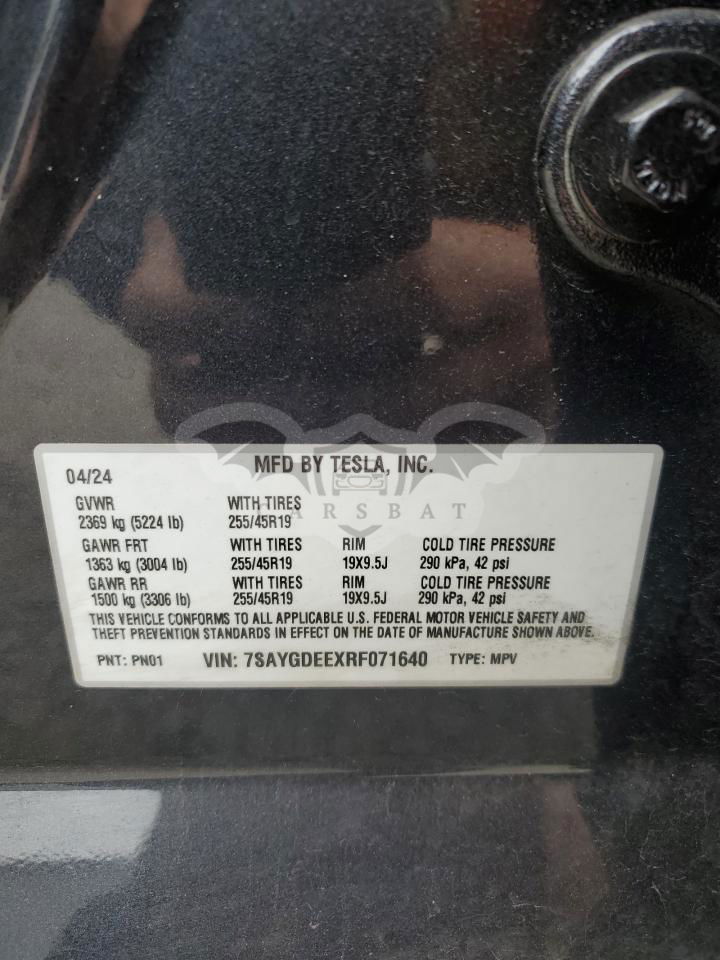 04/24
MFD BY TESLA, INC.
GVWR WITH TIRES
2369 kg (5224 lb) 255/45R19
CARSBAT
GAWR FRT WITH TIRES RIM COLD TIRE PRESSURE
1363 kg (3004 lb) 255/45R19 19X9.5J 290 kPa, 42 psi
GAWR RR WITH TIRES RIM COLD TIRE PRESSURE
1500 kg (3306 lb) 255/45R19 19X9.5J 290 kPa, 42 psi
THIS VEHICLE CONFORMS TO ALL APPLICABLE U.S. FEDERAL MOTOR VEHICLE SAFETY AND
THEFT PREVENTION STANDARDS IN EFFECT ON THE DATE OF MANUFACTURE SHOWN ABOVE.
PNT: PN01 VIN: 7SAYGDEEXRF071640 TYPE: MPV